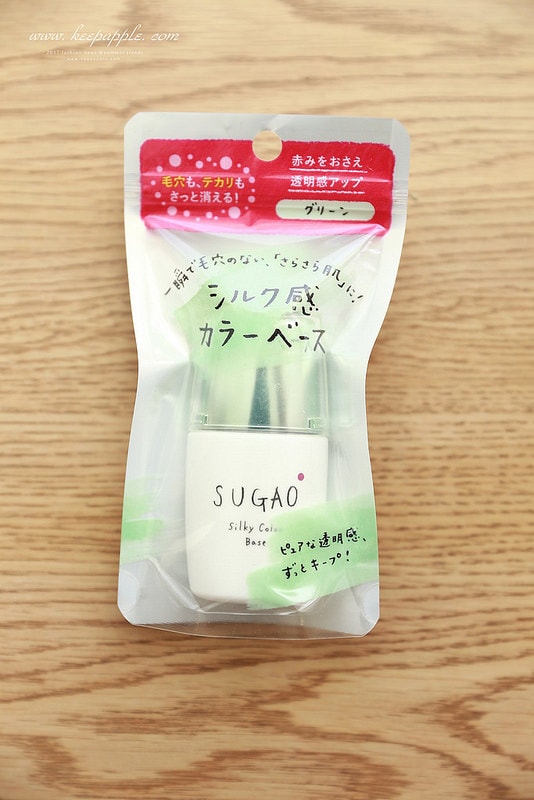 www. keepapple. com
毛穴も、テカリも
さっと消える!
赤みをおさえ
透明感アップ
グリーン
一瞬で毛穴のない、「さらさら肌」に!
シルク感
カラーベース
SUGAO
Silky Color
Base
ピュアな透明感、
ずっとキープ!